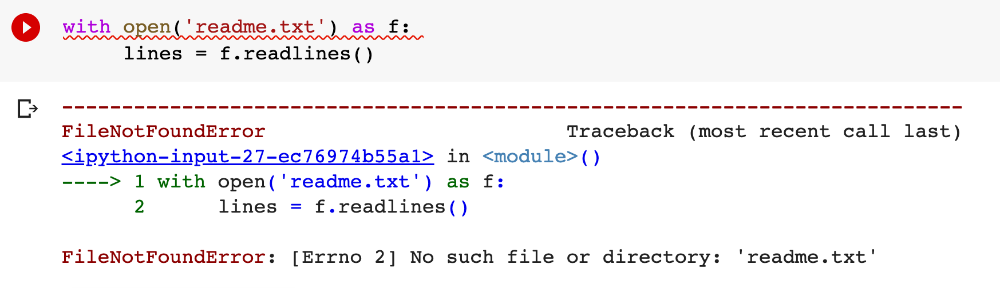 with open('readme.txt') as f:
     lines = f.readlines()
---------------------------------------------------------------------------
FileNotFoundError                         Traceback (most recent call last)
<ipython-input-27-ec76974b55a1> in <module>()
----> 1 with open('readme.txt') as f:
      2      lines = f.readlines()

FileNotFoundError: [Errno 2] No such file or directory: 'readme.txt'